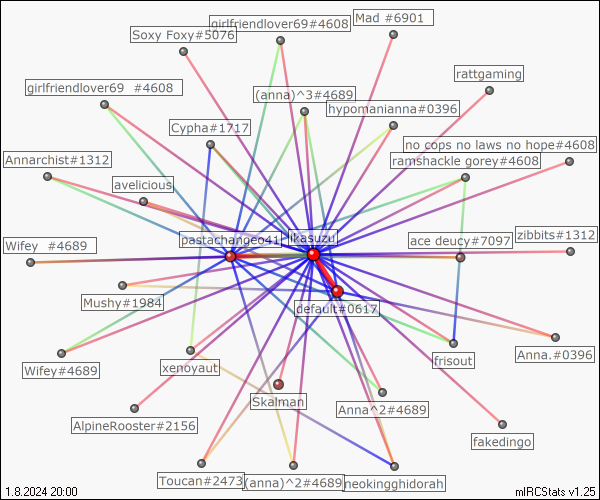 Mad #6901
girlfriendlover69#4608
Soxy Foxy#5076
rattgaming
girlfriendlover69 #4608
(anna)^3#4689
hypomanianna#0396
Cypha#1717
no cops no laws no hope#4608
Annarchist#1312
ramshackle gorey#4608
avelicious
zibbits#1312
pastachangeo41
ikasuzu
ace deucy#7097
Wifey #4689
Mushy#1984
default#0617
Anna.#0396
frisout
Wifey#4689
xenoyaut
Skalman
Anna^2#4689
AlpineRooster#2156
fakedingo
Toucan#2473
(anna)^2#4689
neokingghidorah
1.8.2024 20:00
mIRCStats v1.25